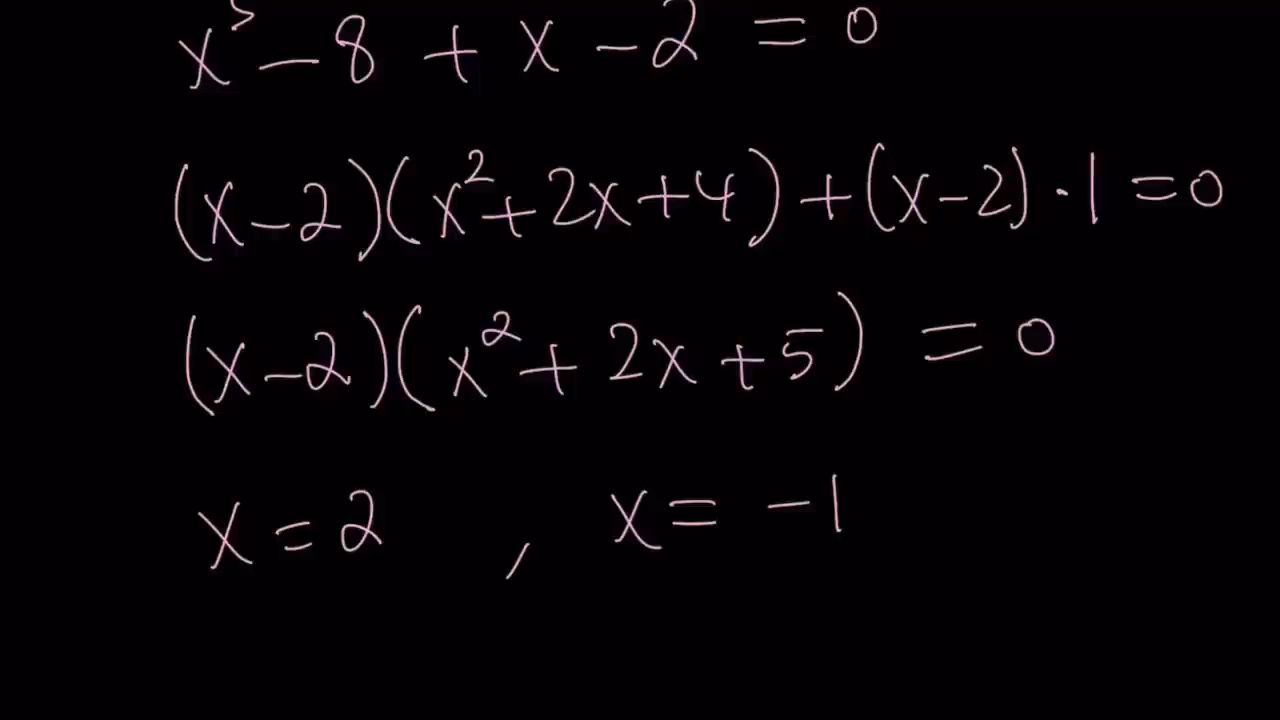 x³ - 8 + x - 2 = 0
(x-2)(x²+2x+4)+(x-2)·1=0
(x-2)(x²+2x+5) = 0
x=2 , x= -1